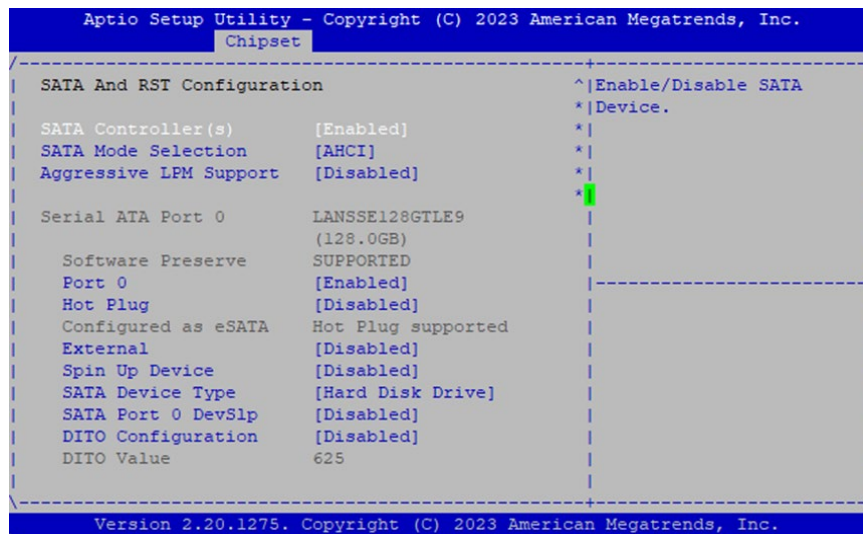 Aptio Setup Utility - Copyright (C) 2023 American Megatrends, Inc.
Chipset
/------------------------------------------------------+-------------------------
| SATA And RST Configuration ^|Enable/Disable SATA
| *|Device.
| SATA Controller(s) [Enabled] *|
| SATA Mode Selection [AHCI] *|
| Aggressive LPM Support [Disabled] *|
| *|
| Serial ATA Port 0 LANSSE128GTLE9 |
| (128.0GB) |
| Software Preserve SUPPORTED |
| Port 0 [Enabled] |-------------------------
| Hot Plug [Disabled] |
| Configured as eSATA Hot Plug supported |
| External [Disabled] |
| Spin Up Device [Disabled] |
| SATA Device Type [Hard Disk Drive] |
| SATA Port 0 DevSlp [Disabled] |
| DITO Configuration [Disabled] |
| DITO Value 625 |
| |
\------------------------------------------------------+-------------------------
Version 2.20.1275. Copyright (C) 2023 American Megatrends, Inc.